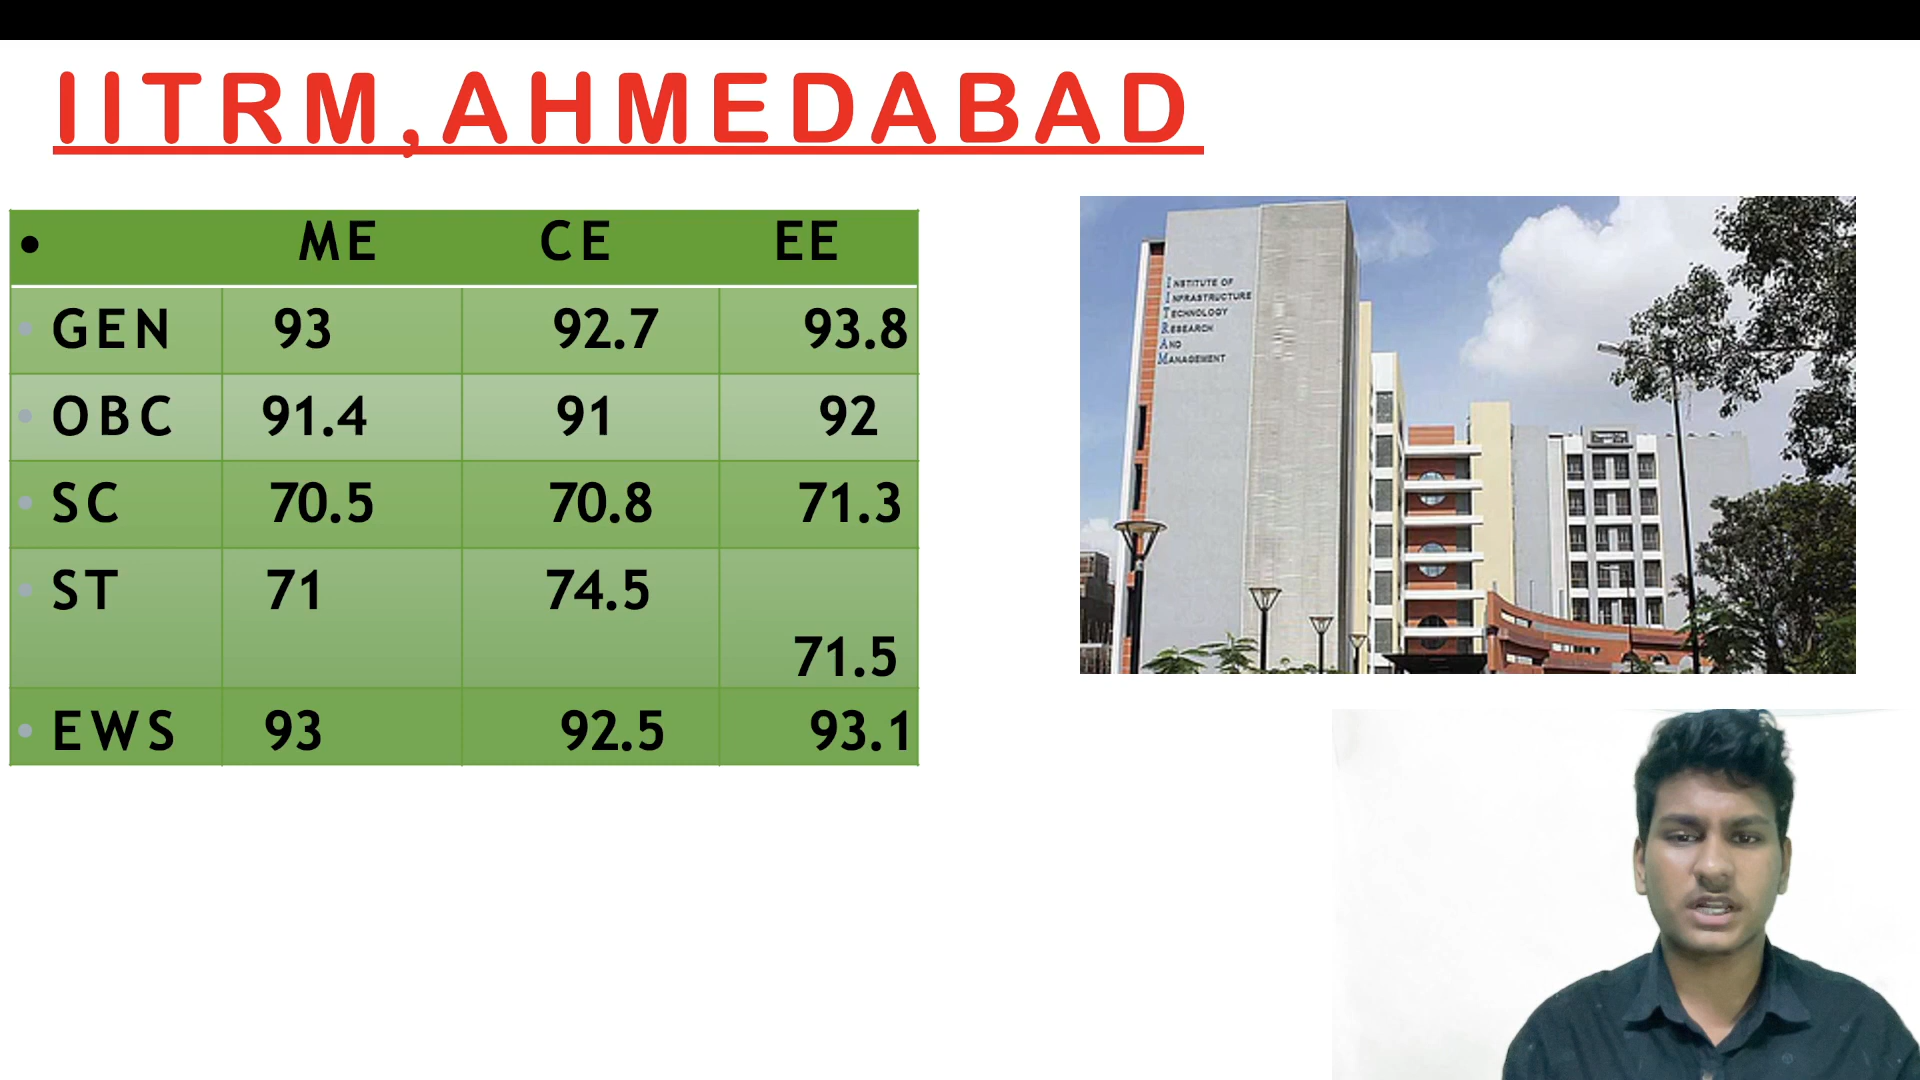 IITRM,AHMEDABAD
• ME CE EE
• GEN 93 92.7 93.8
• OBC 91.4 91 92
• SC 70.5 70.8 71.3
• ST 71 74.5 71.5
• EWS 93 92.5 93.1
INSTITUTE OF
INFRASTRUCTURE
TECHNOLOGY
RESEARCH
AND
MANAGEMENT